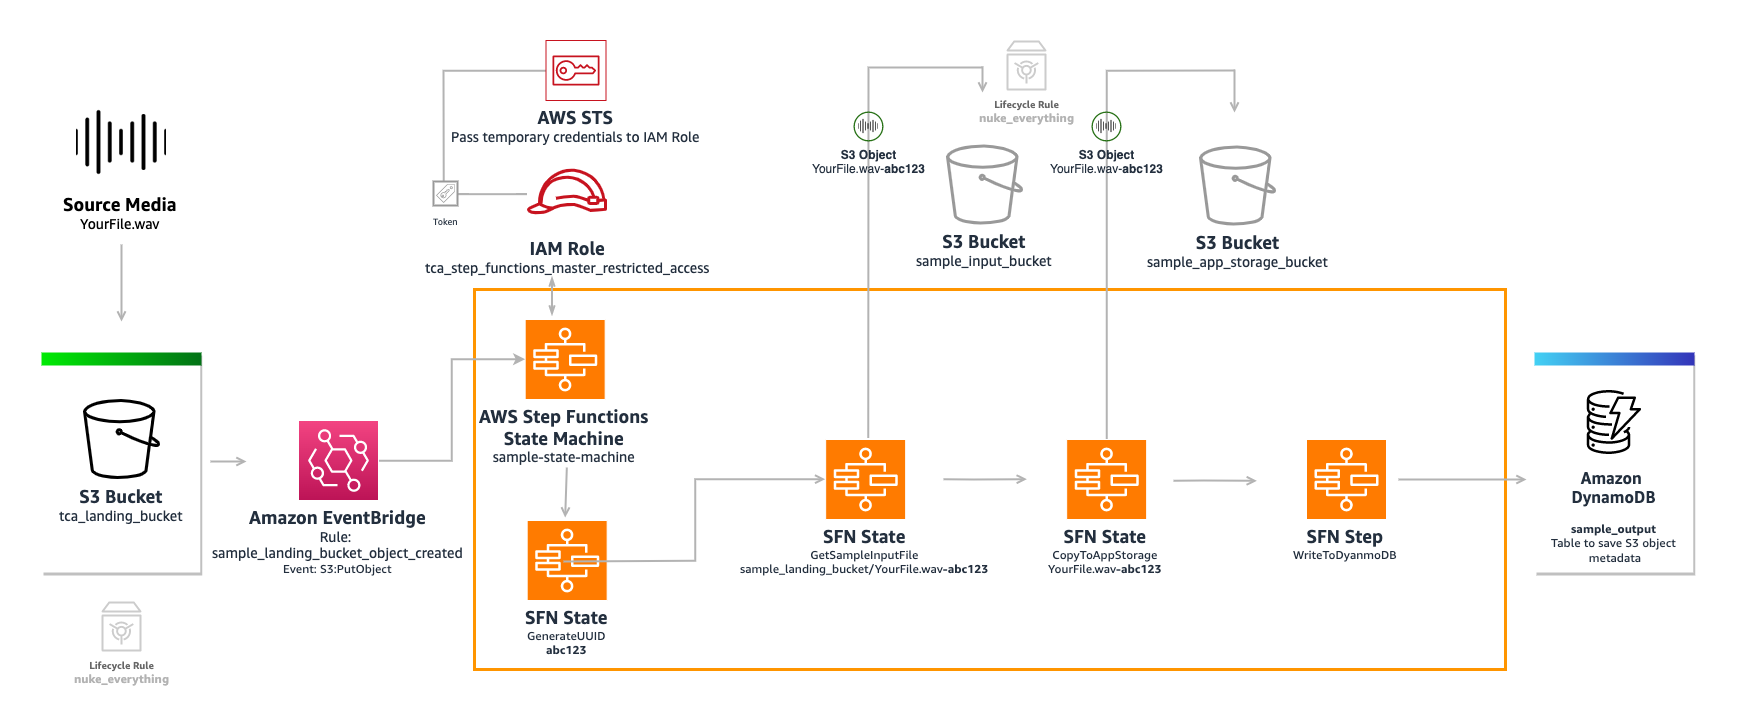 Source Media
YourFile.wav
S3 Bucket
tca_landing_bucket
Lifecycle Rule
nuke_everything
Amazon EventBridge
Rule:
sample_landing_bucket_object_created
Event: S3:PutObject
AWS STS
Pass temporary credentials to IAM Role
Token
IAM Role
tca_step_functions_master_restricted_access
AWS Step Functions
State Machine
sample-state-machine
SFN State
GenerateUUID
abc123
SFN State
GetSampleInputFile
sample_landing_bucket/YourFile.wav-abc123
S3 Object
YourFile.wav-abc123
Lifecycle Rule
nuke_everything
S3 Bucket
sample_input_bucket
SFN State
CopyToAppStorage
YourFile.wav-abc123
S3 Object
YourFile.wav-abc123
S3 Bucket
sample_app_storage_bucket
SFN Step
WriteToDyanmoDB
Amazon
DynamoDB
sample_output
Table to save S3 object
metadata